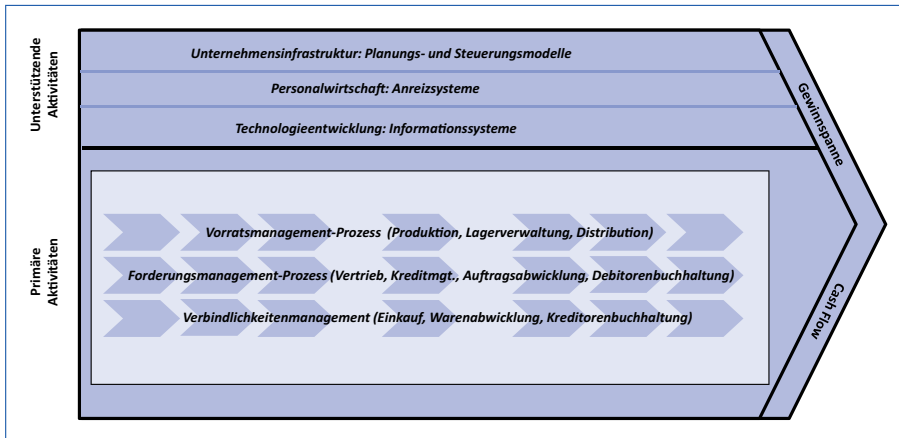 Unterstützende
Aktivitäten
Unternehmensinfrastruktur: Planungs- und Steuerungsmodelle
Personalwirtschaft: Anreizsysteme
Technologieentwicklung: Informationssysteme
Gewinnspanne
Primäre
Aktivitäten
Vorratsmanagement-Prozess (Produktion, Lagerverwaltung, Distribution)
Forderungsmanagement-Prozess (Vertrieb, Kreditmgt., Auftragsabwicklung, Debitorenbuchhaltung)
Verbindlichkeitenmanagement (Einkauf, Warenabwicklung, Kreditorenbuchhaltung)
Cash Flow